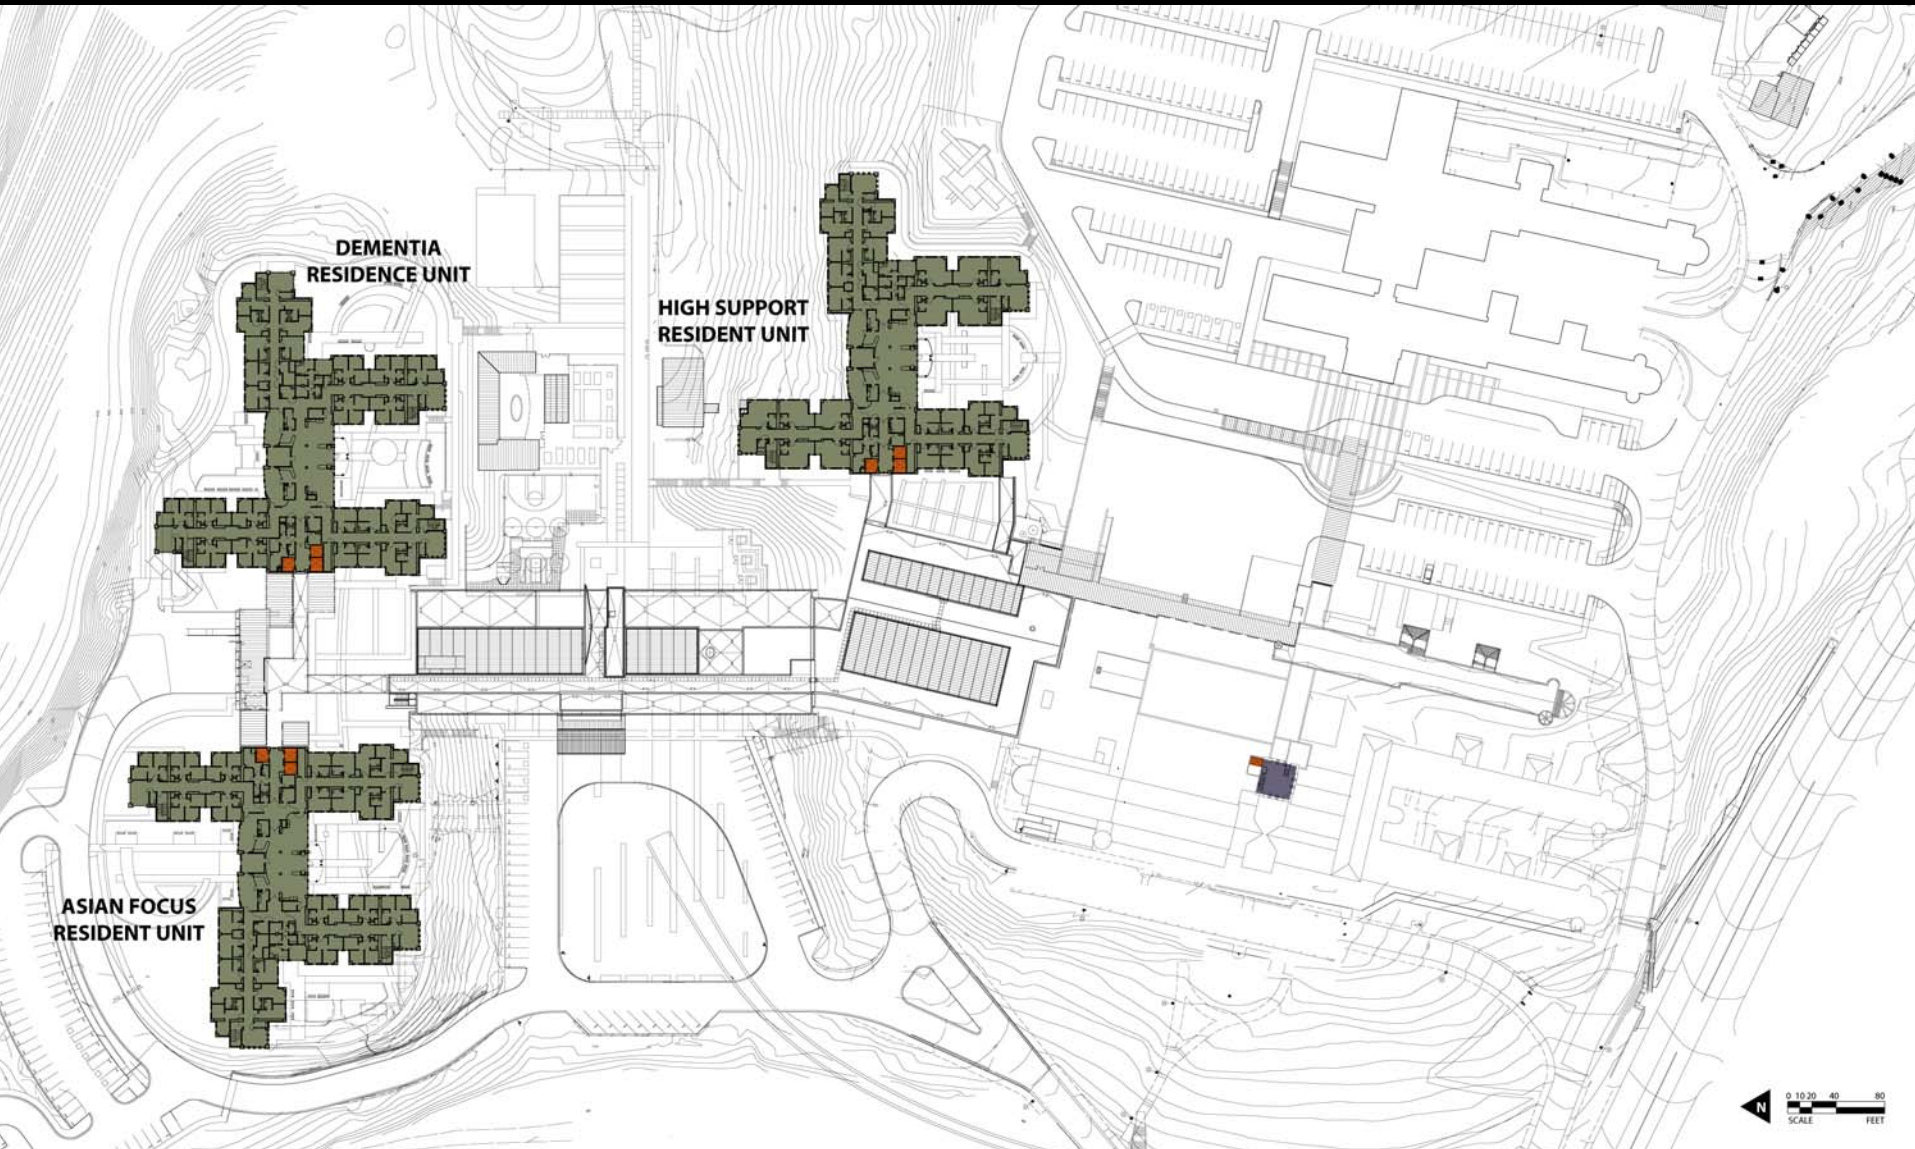 DEMENTIA
RESIDENCE UNIT
HIGH SUPPORT
RESIDENT UNIT
ASIAN FOCUS
RESIDENT UNIT
N
0 10 20 40 80
SCALE FEET